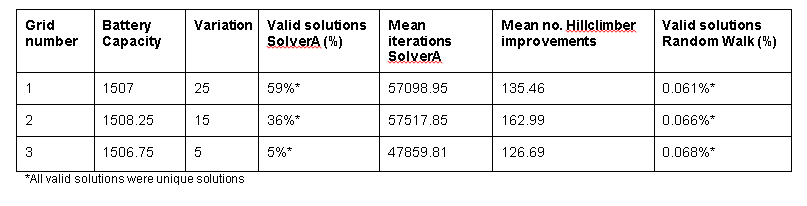 Grid number Battery Capacity Variation Valid solutions SolverA (%) Mean iterations SolverA Mean no. Hillclimber improvements Valid solutions Random Walk (%)
1 1507 25 59%* 57098.95 135.46 0.061%*
2 1508.25 15 36%* 57517.85 162.99 0.066%*
3 1506.75 5 5%* 47859.81 126.69 0.068%*
*All valid solutions were unique solutions